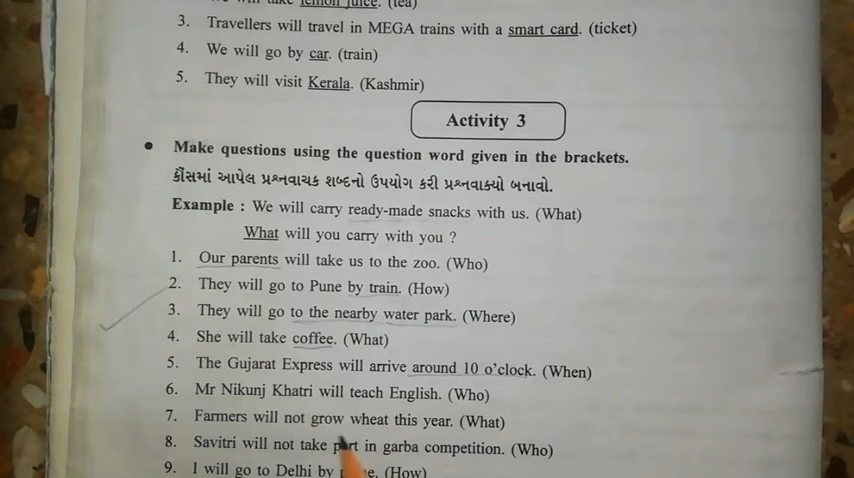 lemon juice. (tea)
3. Travellers will travel in MEGA trains with a smart card. (ticket)
4. We will go by car. (train)
5. They will visit Kerala. (Kashmir)
Activity 3
• Make questions using the question word given in the brackets.
કૌંસમાં આપેલ પ્રશ્નવાચક શબ્દનો ઉપયોગ કરી પ્રશ્નવાક્યો બનાવો.
Example : We will carry ready-made snacks with us. (What)
What will you carry with you ?
1. Our parents will take us to the zoo. (Who)
2. They will go to Pune by train. (How)
3. They will go to the nearby water park. (Where)
4. She will take coffee. (What)
5. The Gujarat Express will arrive around 10 o'clock. (When)
6. Mr Nikunj Khatri will teach English. (Who)
7. Farmers will not grow wheat this year. (What)
8. Savitri will not take part in garba competition. (Who)
9. I will go to Delhi by (How)